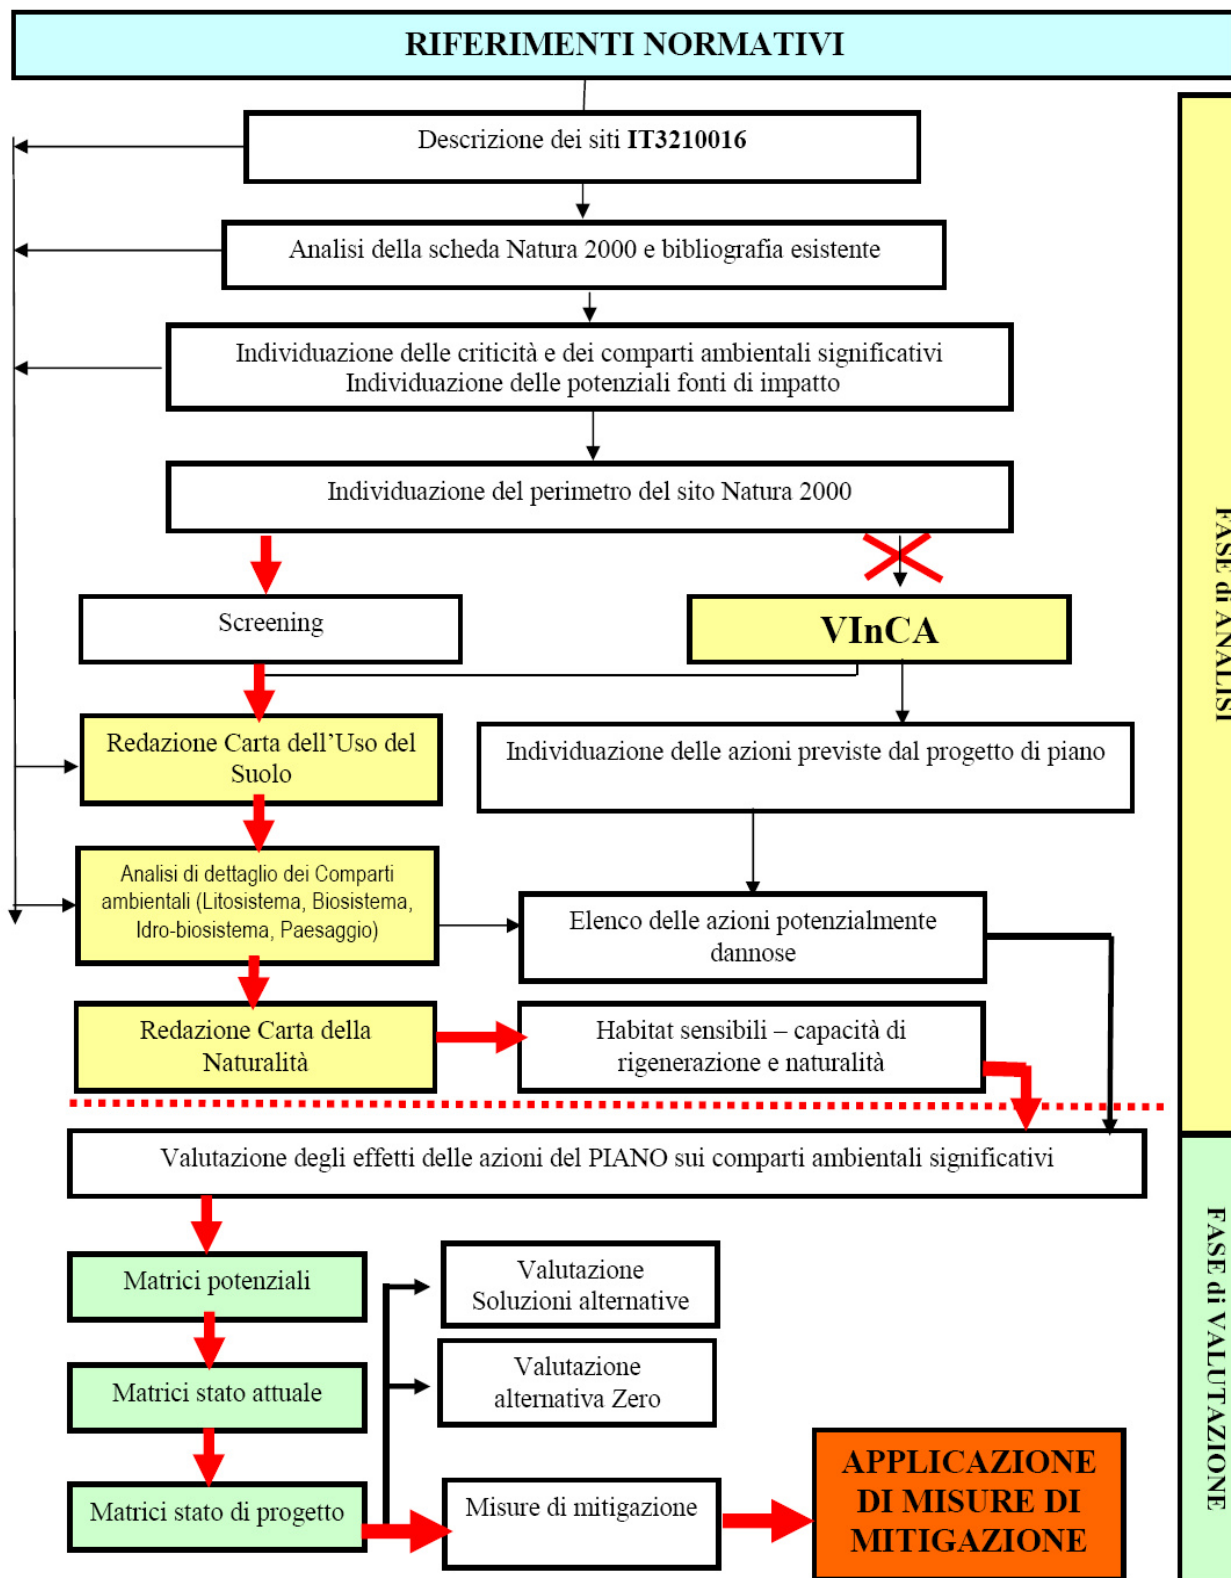 RIFERIMENTI NORMATIVI
Descrizione dei siti IT3210016
Analisi della scheda Natura 2000 e bibliografia esistente
Individuazione delle criticità e dei comparti ambientali significativi
Individuazione delle potenziali fonti di impatto
Individuazione del perimetro del sito Natura 2000
Screening
VInCA
Redazione Carta dell’Uso del
Suolo
Individuazione delle azioni previste dal progetto di piano
Analisi di dettaglio dei Comparti
ambientali (Litosistema, Biosistema,
Idro-biosistema, Paesaggio)
Elenco delle azioni potenzialmente
dannose
Redazione Carta della
Naturalità
Habitat sensibili – capacità di
rigenerazione e naturalità
FASE di ANALISI
Valutazione degli effetti delle azioni del PIANO sui comparti ambientali significativi
Matrici potenziali
Valutazione
Soluzioni alternative
Matrici stato attuale
Valutazione
alternativa Zero
Matrici stato di progetto
Misure di mitigazione
APPLICAZIONE
DI MISURE DI
MITIGAZIONE
FASE di VALUTAZIONE